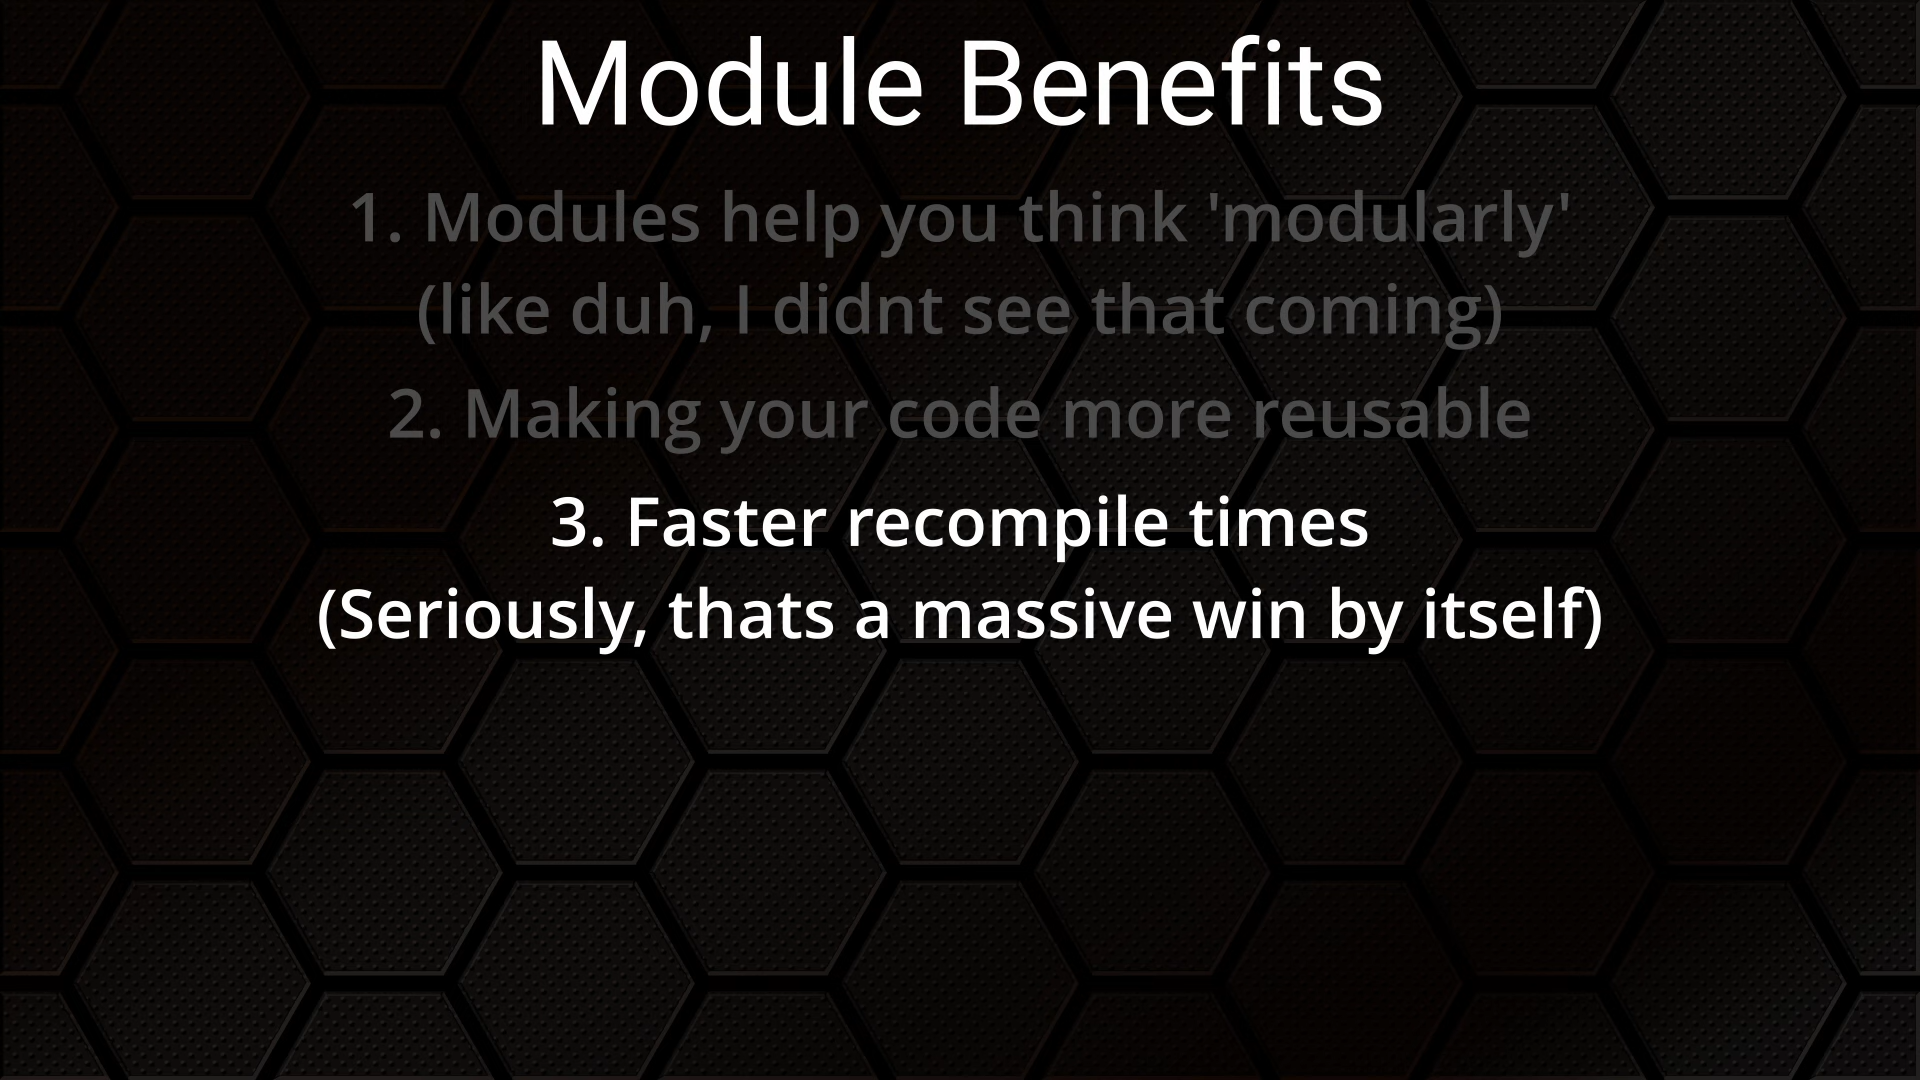 Module Benefits
1. Modules help you think 'modularly'
(like duh, I didnt see that coming)
2. Making your code more reusable
3. Faster recompile times
(Seriously, thats a massive win by itself)